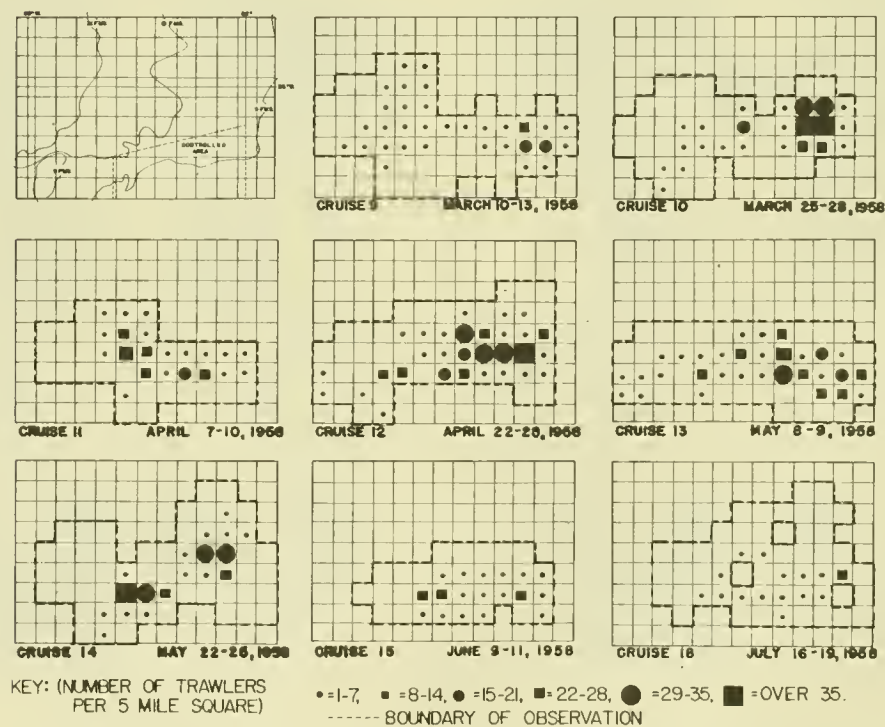 CONTROLLED
AREA
CRUISE 9 MARCH 10-13, 1958
CRUISE 10 MARCH 25-28, 1958
CRUISE 11 APRIL 7-10, 1958
CRUISE 12 APRIL 22-25, 1958
CRUISE 13 MAY 8-9, 1958
CRUISE 14 MAY 22-25, 1958
CRUISE 15 JUNE 9-11, 1958
CRUISE 16 JULY 16-19, 1958
KEY: (NUMBER OF TRAWLERS
PER 5 MILE SQUARE)
=1-7, =8-14, =15-21, =22-28, =29-35, =OVER 35.
----- BOUNDARY OF OBSERVATION